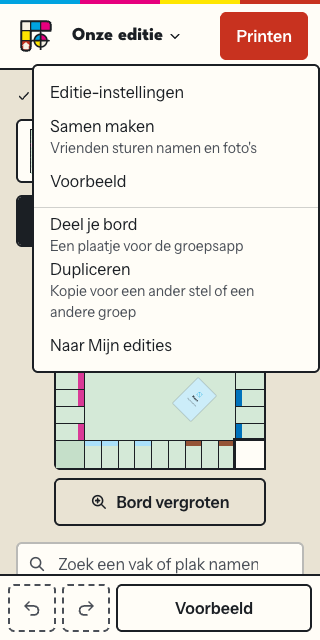 Onze editie
Printen
Editie-instellingen
Samen maken
Vrienden sturen namen en foto's
Voorbeeld
Deel je bord
Een plaatje voor de groepsapp
Dupliceren
Kopie voor een ander stel of een
andere groep
Naar Mijn edities
Bord vergroten
Zoek een vak of plak namen
Voorbeeld